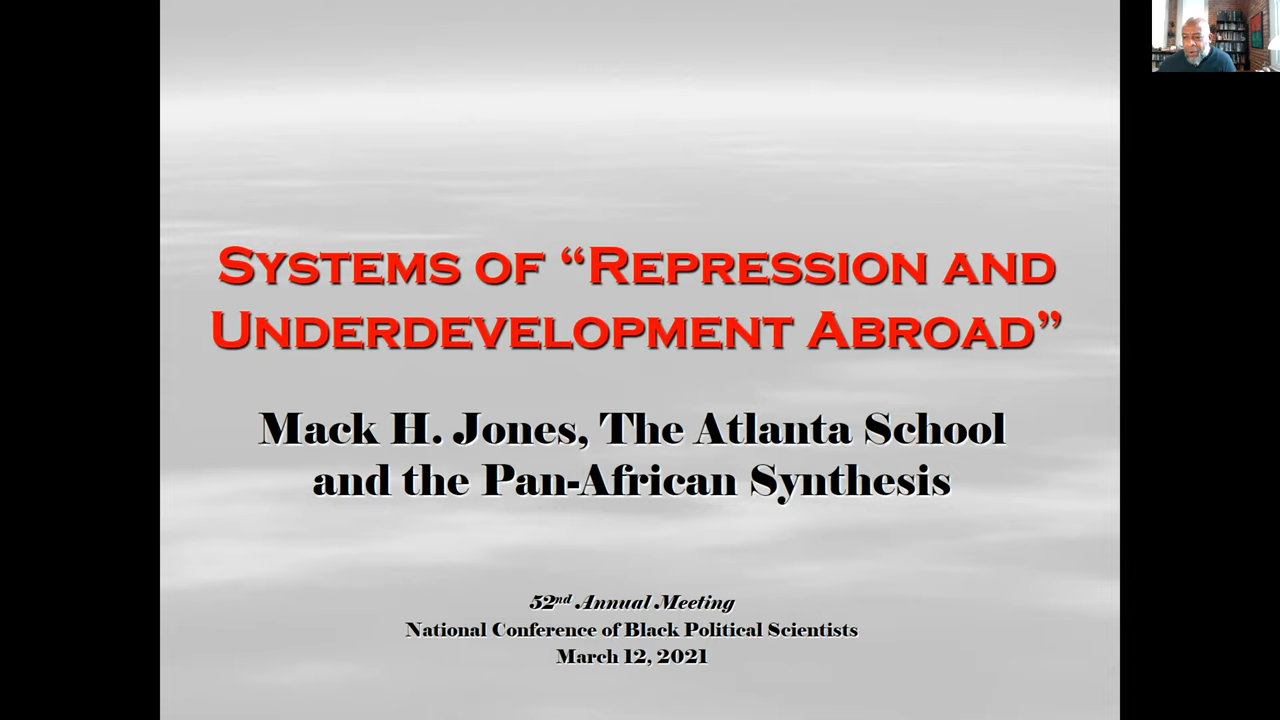 Systems of “Repression and
Underdevelopment Abroad”
Mack H. Jones, The Atlanta School
and the Pan-African Synthesis
52nd Annual Meeting
National Conference of Black Political Scientists
March 12, 2021